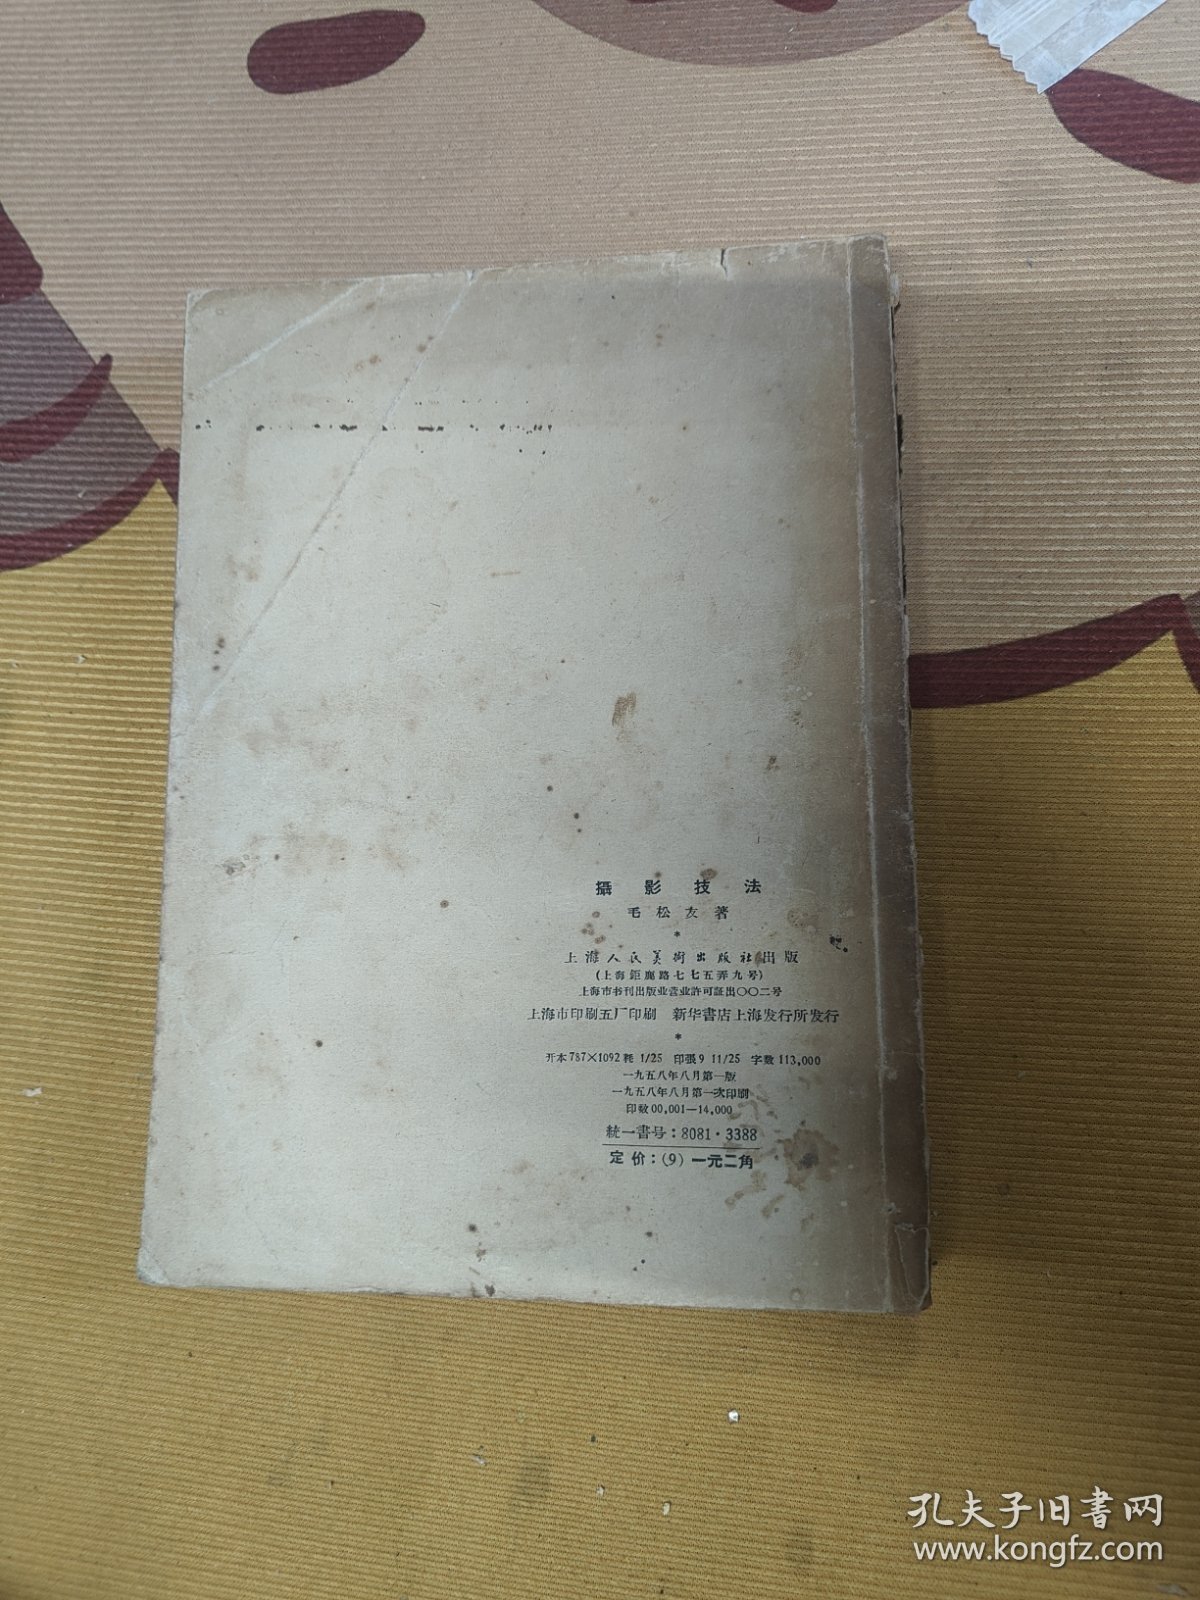 攝影技法
毛松友著
*
上海人民美術出版社出版
(上海鉅鹿路七七五弄九号)
上海市书刊出版业营业許可証出〇〇二号
上海市印刷五厂印刷 新华書店上海发行所发行
*
开本787×1092耗 1/25 印張9 11/25 字数113,000
一九五八年八月第一版
一九五八年八月第一次印刷
印数00,001—14,000
統一書号：8081·3388
定价：(9) 一元二角
孔夫子旧書网
www.kongfz.com